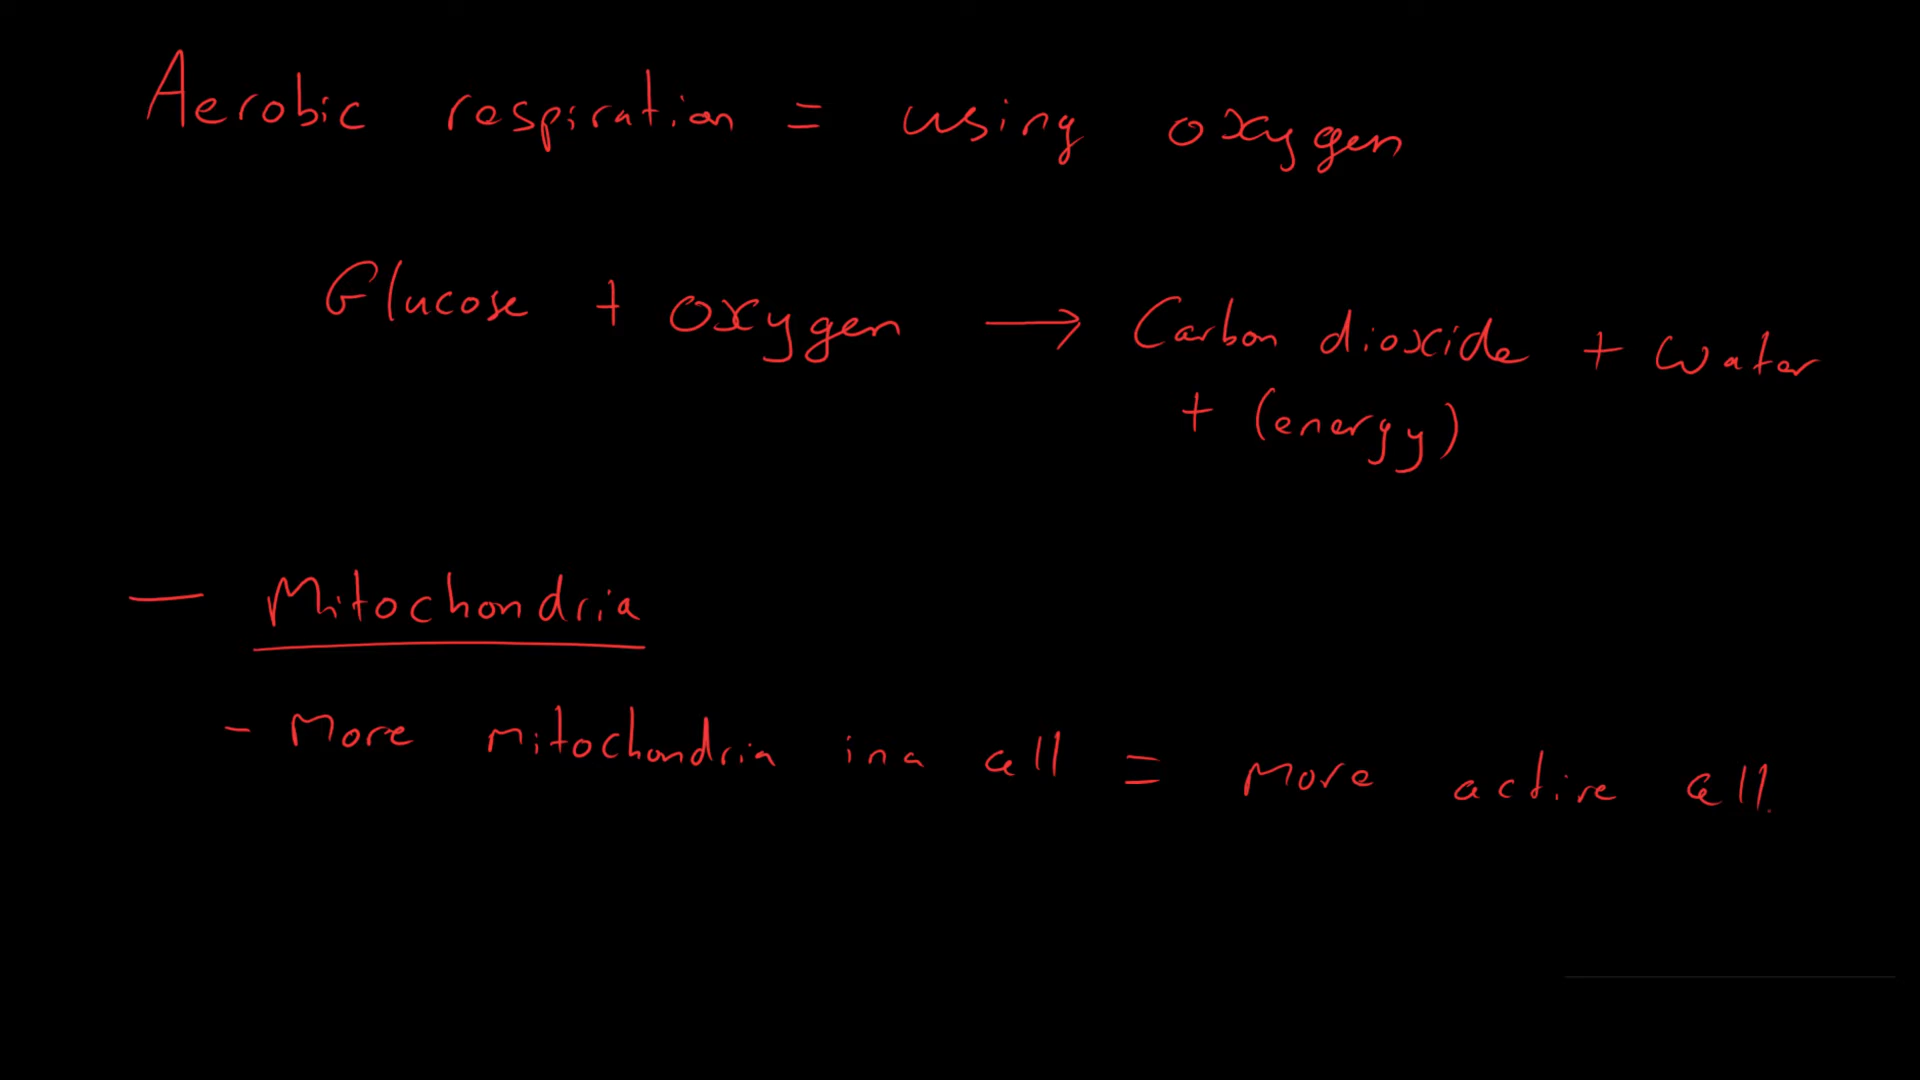 Aerobic respiration = using oxygen
Glucose + oxygen → Carbon dioxide + water
+ (energy)
— Mitochondria
- More mitochondria in a cell = more active cell.